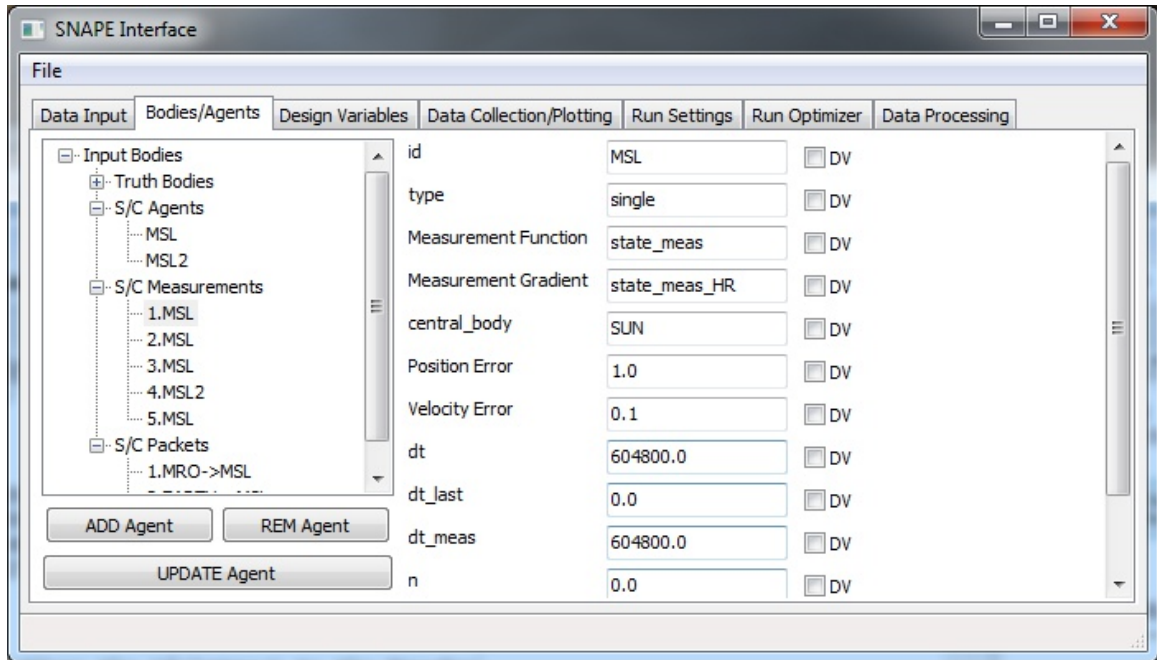 SNAPE Interface
File
Data Input Bodies/Agents Design Variables Data Collection/Plotting Run Settings Run Optimizer Data Processing
Input Bodies
Truth Bodies
S/C Agents
MSL
MSL2
S/C Measurements
1.MSL
2.MSL
3.MSL
4.MSL2
5.MSL
S/C Packets
1.MRO->MSL
ADD Agent REM Agent
UPDATE Agent
id MSL DV
type single DV
Measurement Function state_meas DV
Measurement Gradient state_meas_HR DV
central_body SUN DV
Position Error 1.0 DV
Velocity Error 0.1 DV
dt 604800.0 DV
dt_last 0.0 DV
dt_meas 604800.0 DV
n 0.0 DV